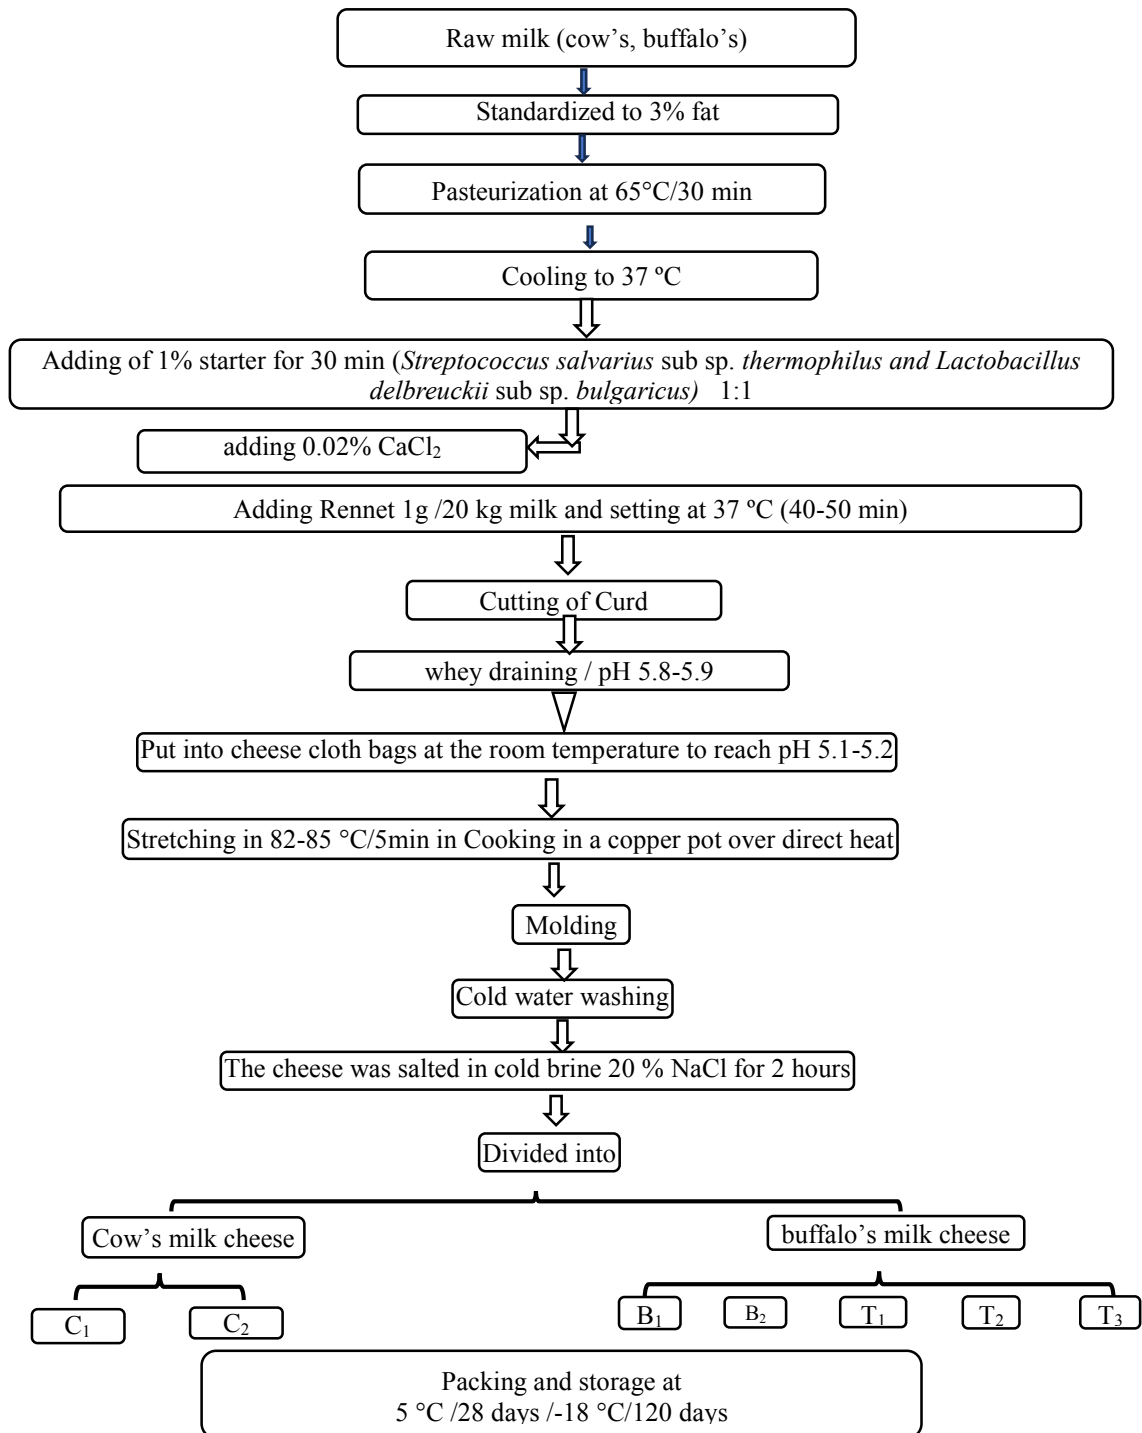 Raw milk (cow’s, buffalo’s)
Standardized to 3% fat
Pasteurization at 65°C/30 min
Cooling to 37 ºC
Adding of 1% starter for 30 min (Streptococcus salvarius sub sp. thermophilus and Lactobacillus
delbreuckii sub sp. bulgaricus) 1:1
adding 0.02% CaCl₂
Adding Rennet 1g /20 kg milk and setting at 37 ºC (40-50 min)
Cutting of Curd
whey draining / pH 5.8-5.9
Put into cheese cloth bags at the room temperature to reach pH 5.1-5.2
Stretching in 82-85 °C/5min in Cooking in a copper pot over direct heat
Molding
Cold water washing
The cheese was salted in cold brine 20 % NaCl for 2 hours
Divided into
Cow’s milk cheese
buffalo’s milk cheese
C₁
C₂
B₁
B₂
T₁
T₂
T₃
Packing and storage at
5 °C /28 days /-18 °C/120 days